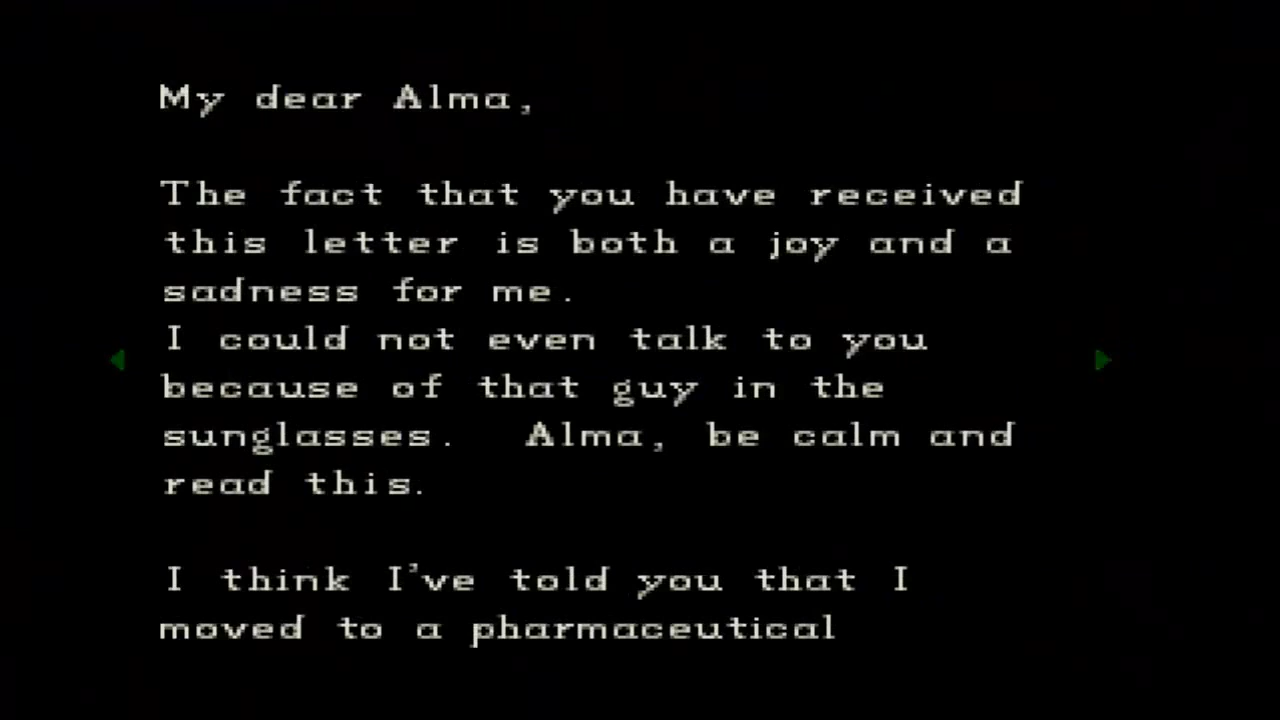 My dear Alma,
The fact that you have received
this letter is both a joy and a
sadness for me.
I could not even talk to you
because of that guy in the
sunglasses.  Alma, be calm and
read this.
I think I've told you that I
moved to a pharmaceutical